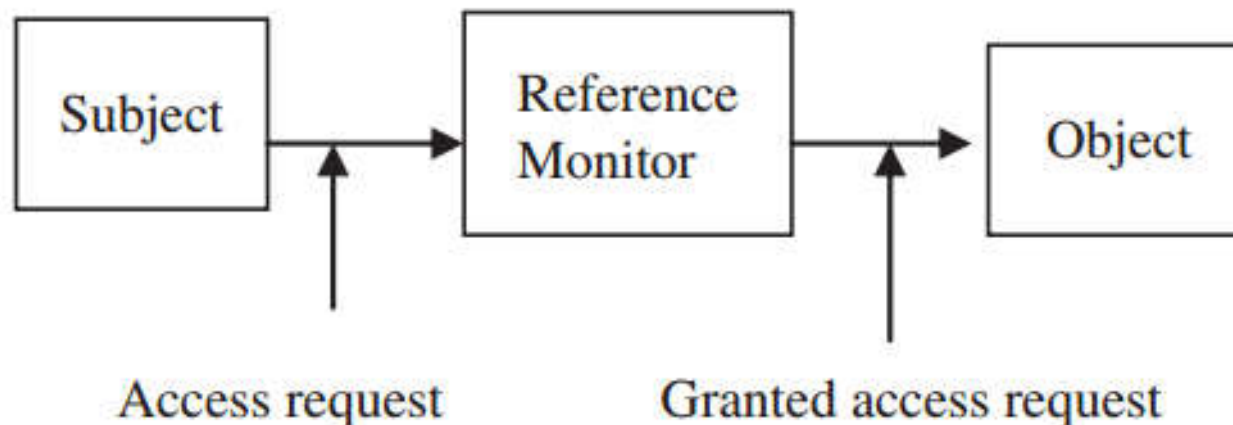 Subject
Reference
Monitor
Object
Access request
Granted access request